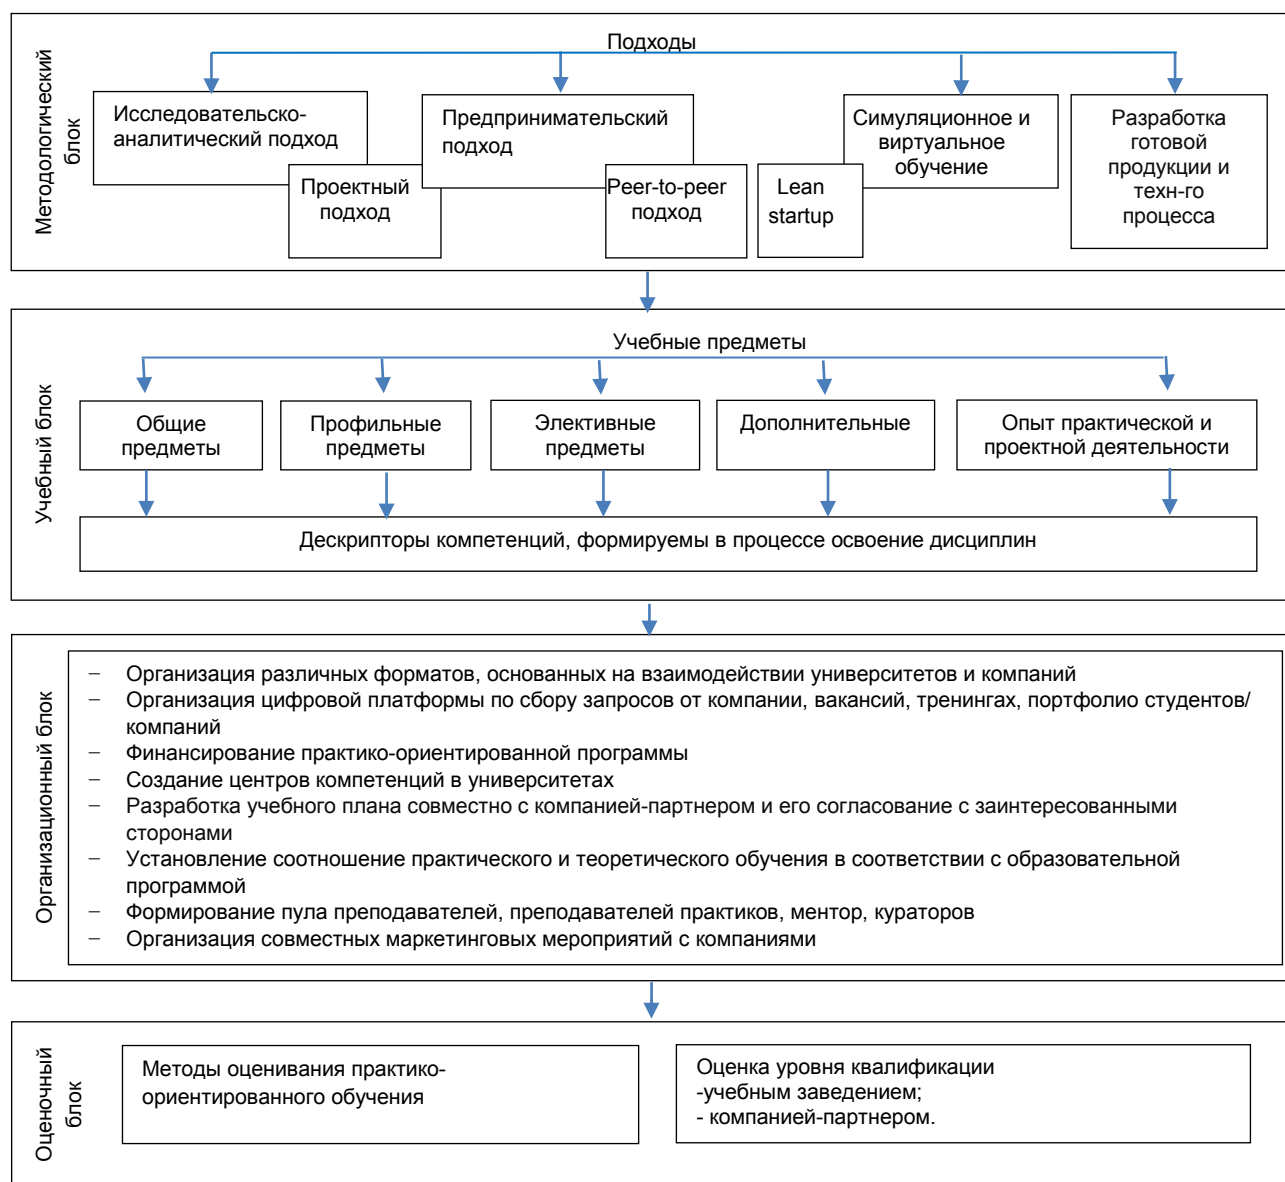 Методологический
блок
Подходы
Исследовательско-
аналитический подход
Проектный
подход
Предпринимательский
подход
Peer-to-peer
подход
Lean
startup
Симуляционное и
виртуальное
обучение
Разработка
готовой
продукции и
техн-го
процесса
Учебный блок
Учебные предметы
Общие
предметы
Профильные
предметы
Элективные
предметы
Дополнительные
Опыт практической и
проектной деятельности
Дескрипторы компетенций, формируемы в процессе освоение дисциплин
Организационный блок
− Организация различных форматов, основанных на взаимодействии университетов и компаний
− Организация цифровой платформы по сбору запросов от компании, вакансий, тренингах, портфолио студентов/
компаний
− Финансирование практико-ориентированной программы
− Создание центров компетенций в университетах
− Разработка учебного плана совместно с компанией-партнером и его согласование с заинтересованными
сторонами
− Установление соотношение практического и теоретического обучения в соответствии с образовательной
программой
− Формирование пула преподавателей, преподавателей практиков, ментор, кураторов
− Организация совместных маркетинговых мероприятий с компаниями
Оценочный
блок
Методы оценивания практико-
ориентированного обучения
Оценка уровня квалификации
-учебным заведением;
- компанией-партнером.